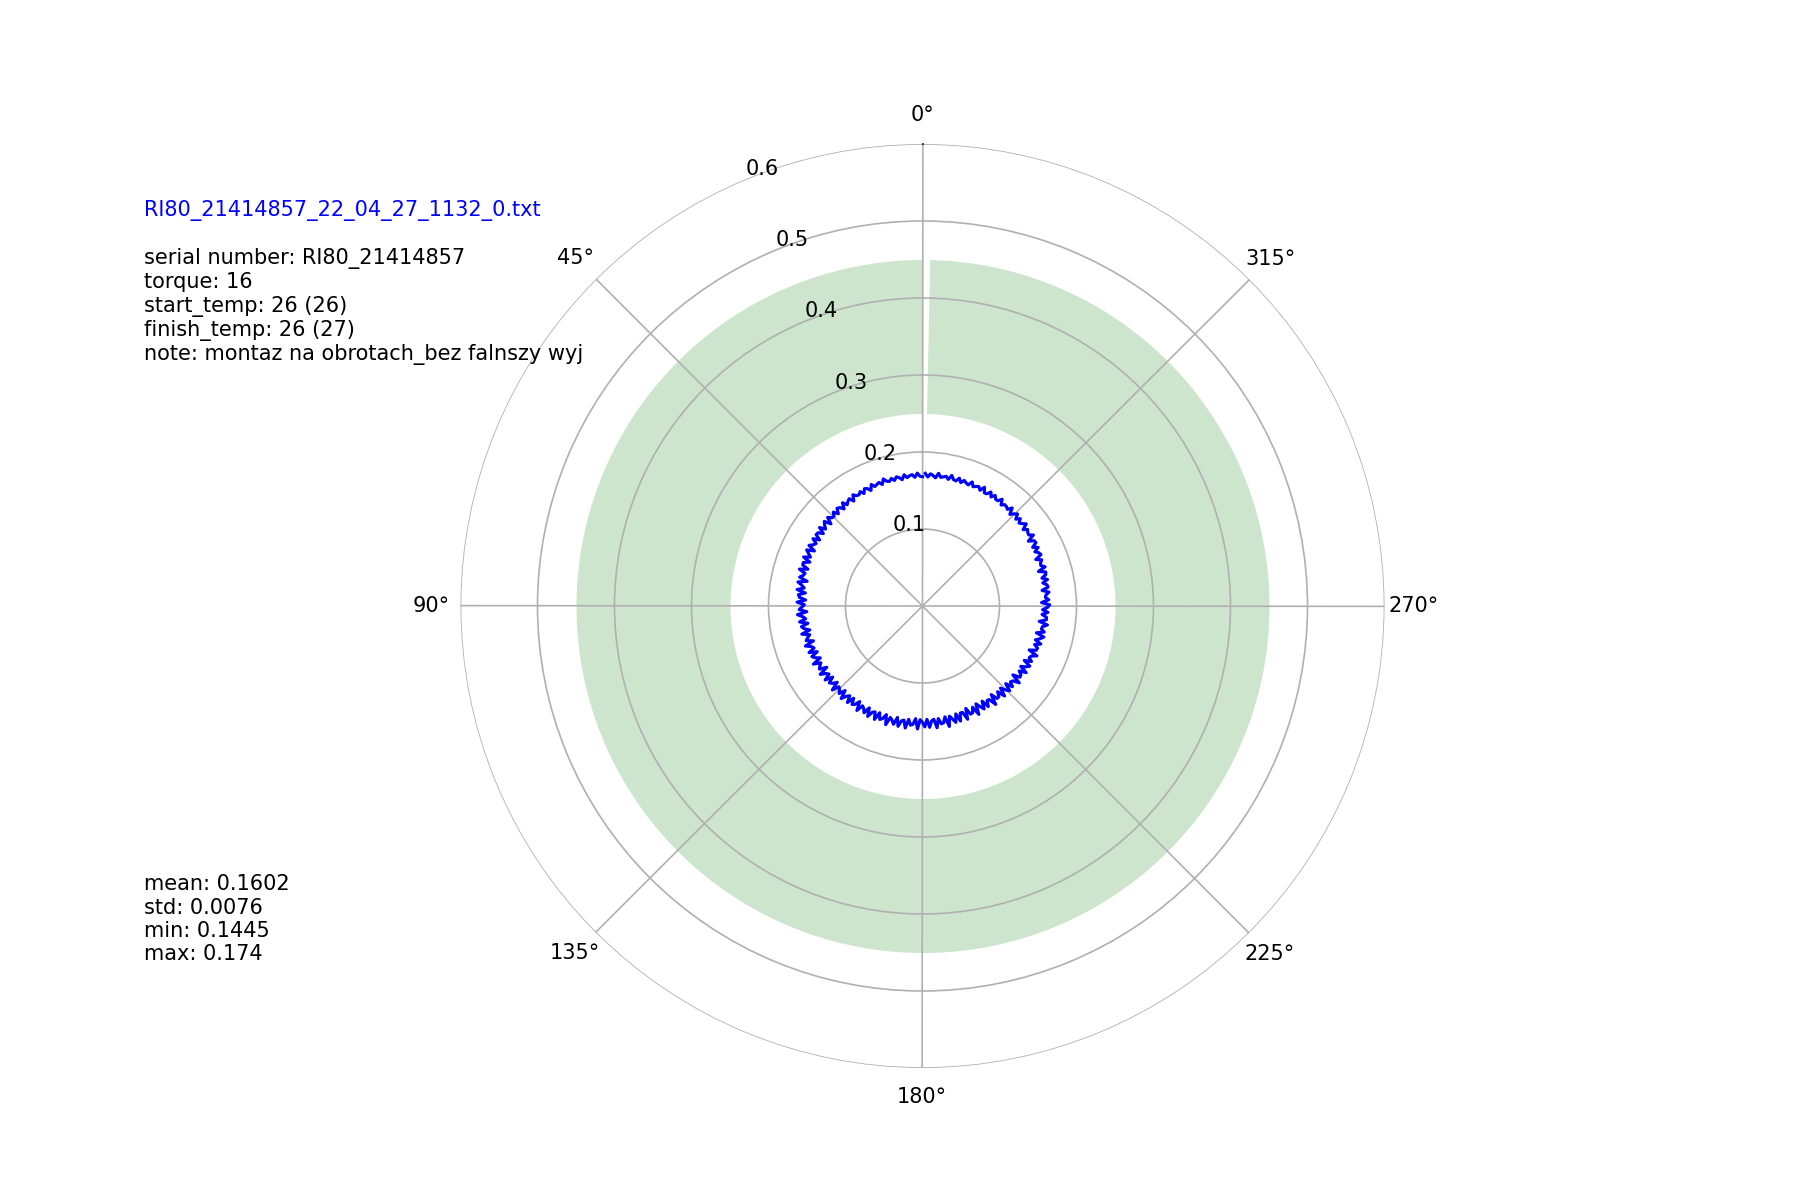 0°
0.6
RI80_21414857_22_04_27_1132_0.txt
0.5
serial number: RI80_21414857
45°
315°
torque: 16
start_temp: 26 (26)
0.4
finish_temp: 26 (27)
note: montaz na obrotach_bez falnszy wyj
0.3
0.2
0.1
90°
270°
mean: 0.1602
std: 0.0076
min: 0.1445
max: 0.174
135°
225°
180°